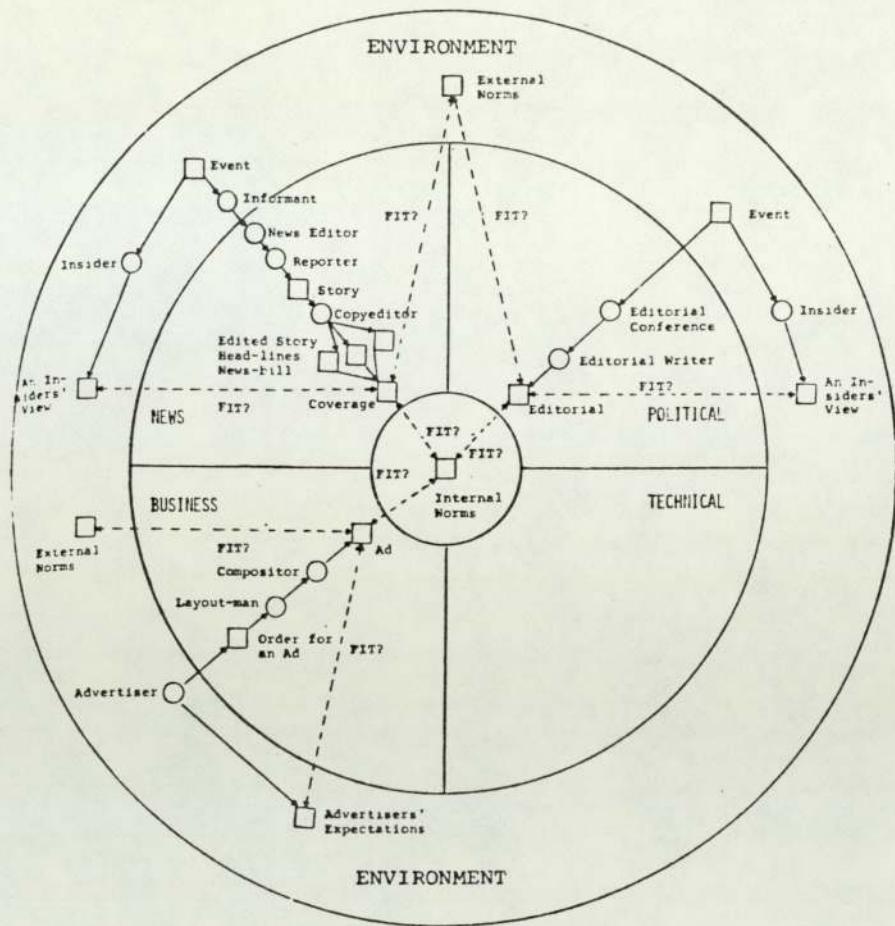 ENVIRONMENT
External
Norms
Event
Informant
FIT?
FIT?
Event
News Editor
Insider
Reporter
Story
Copyeditor
Editorial
Conference
Insider
Edited Story
Head-lines
News-bill
Editorial Writer
An In-
siders'
View
FIT?
Coverage
Editorial
FIT?
An In-
siders'
View
NEWS
POLITICAL
FIT?
FIT?
FIT?
BUSINESS
Internal
Norms
TECHNICAL
External
Norms
FIT?
Ad
Compositor
Layout-man
Order for
an Ad
FIT?
Advertiser
Advertisers'
Expectations
ENVIRONMENT